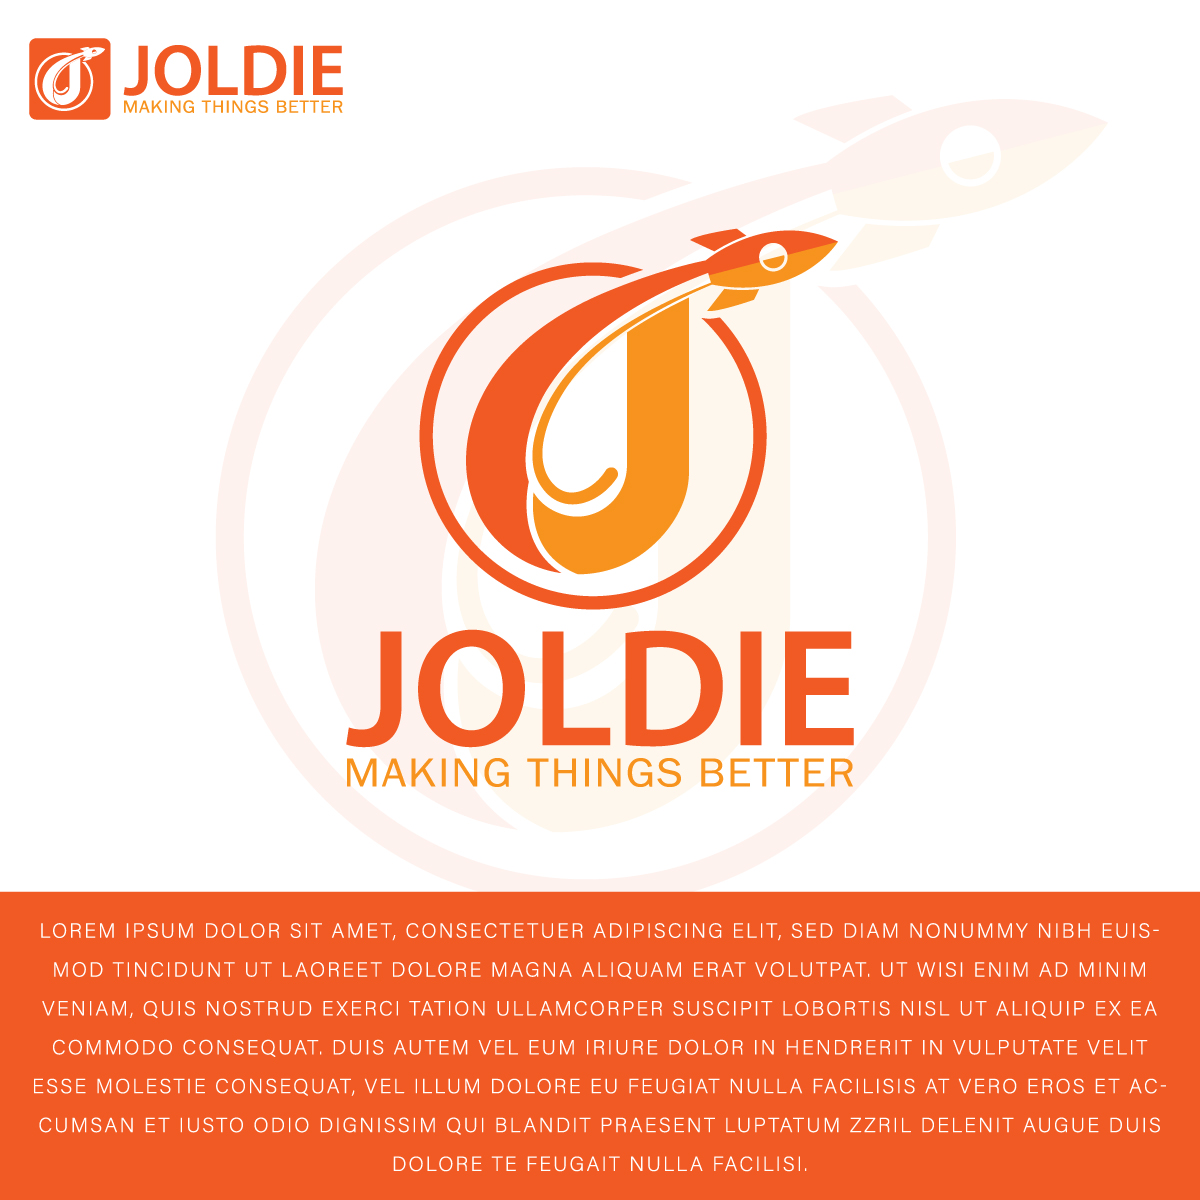 JOLDIE
MAKING THINGS BETTER
JOLDIE
MAKING THINGS BETTER
LOREM IPSUM DOLOR SIT AMET, CONSECTETUER ADIPISCING ELIT, SED DIAM NONUMMY NIBH EUIS-
MOD TINCIDUNT UT LAOREET DOLORE MAGNA ALIQUAM ERAT VOLUTPAT. UT WISI ENIM AD MINIM
VENIAM, QUIS NOSTRUD EXERCI TATION ULLAMCORPER SUSCIPIT LOBORTIS NISL UT ALIQUIP EX EA
COMMODO CONSEQUAT. DUIS AUTEM VEL EUM IRIURE DOLOR IN HENDRERIT IN VULPUTATE VELIT
ESSE MOLESTIE CONSEQUAT, VEL ILLUM DOLORE EU FEUGIAT NULLA FACILISIS AT VERO EROS ET AC-
CUMSAN ET IUSTO ODIO DIGNISSIM QUI BLANDIT PRAESENT LUPTATUM ZZRIL DELENIT AUGUE DUIS
DOLORE TE FEUGAIT NULLA FACILISI.